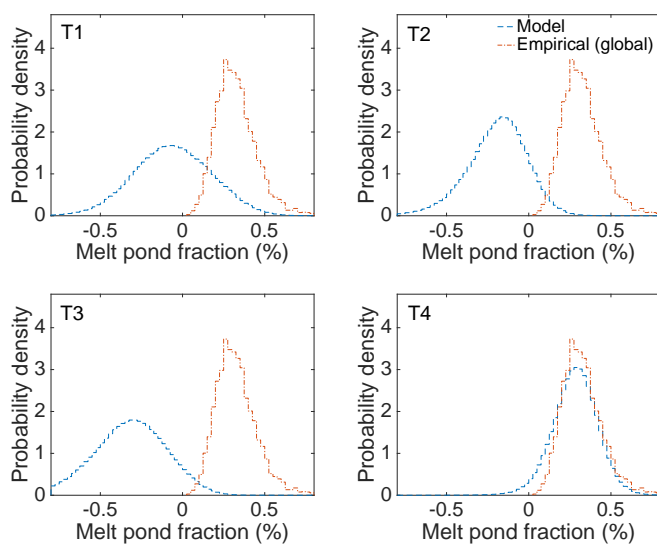 T1
Probability density
4
3
2
1
0
-0.5 0 0.5
Melt pond fraction (%)
T2
Model
Empirical (global)
Probability density
4
3
2
1
0
-0.5 0 0.5
Melt pond fraction (%)
T3
Probability density
4
3
2
1
0
-0.5 0 0.5
Melt pond fraction (%)
T4
Probability density
4
3
2
1
0
-0.5 0 0.5
Melt pond fraction (%)